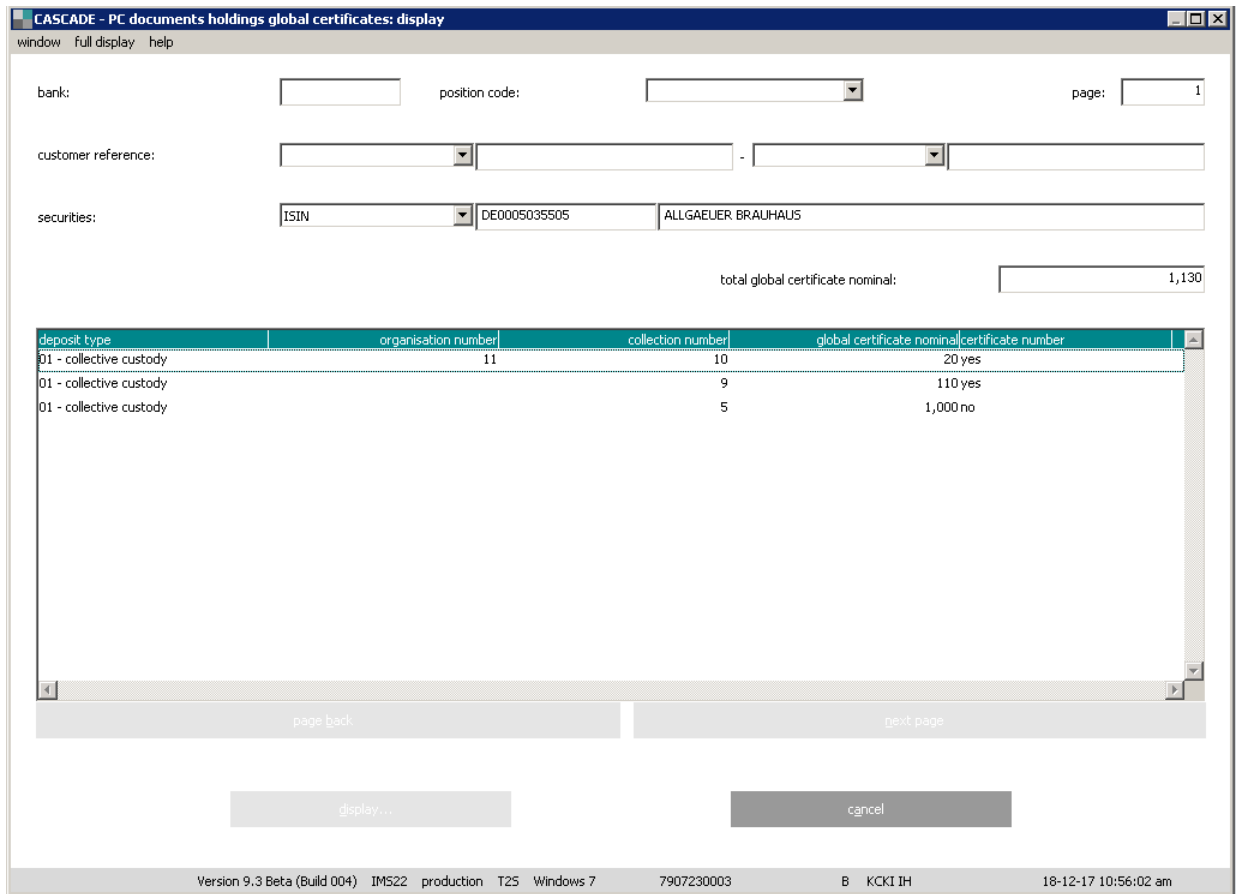 CASCADE - PC documents holdings global certificates: display
window full display help
bank: position code: page: 1
customer reference: -
securities: ISIN DE0005035505 ALLGAEUER BRAUHAUS
total global certificate nominal: 1,130
deposit type organisation number collection number global certificate nominal certificate number
01 - collective custody 11 10 20 yes
01 - collective custody 9 110 yes
01 - collective custody 5 1,000 no
page back next page
display... cancel
Version 9.3 Beta (Build 004) IMS22 production T2S Windows 7 7907230003 B KCKI IH 18-12-17 10:56:02 am